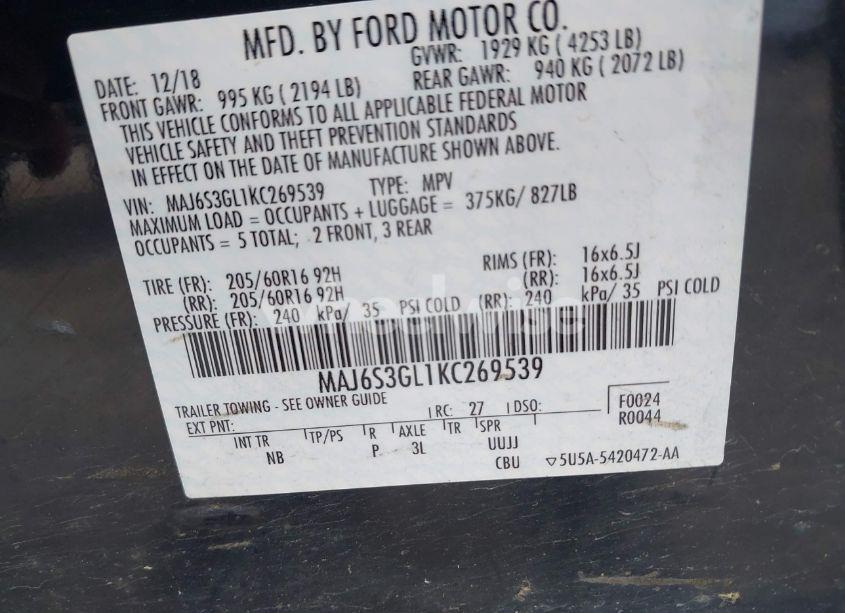 MFD. BY FORD MOTOR CO.
DATE: 12/18 GVWR: 1929 KG ( 4253 LB)
FRONT GAWR: 995 KG ( 2194 LB) REAR GAWR: 940 KG ( 2072 LB)
THIS VEHICLE CONFORMS TO ALL APPLICABLE FEDERAL MOTOR
VEHICLE SAFETY AND THEFT PREVENTION STANDARDS
IN EFFECT ON THE DATE OF MANUFACTURE SHOWN ABOVE.
VIN: MAJ6S3GL1KC269539 TYPE: MPV
MAXIMUM LOAD = OCCUPANTS + LUGGAGE = 375KG/ 827LB
OCCUPANTS = 5 TOTAL; 2 FRONT, 3 REAR
TIRE (FR): 205/60R16 92H RIMS (FR): 16x6.5J
(RR): 205/60R16 92H (RR): 16x6.5J
PRESSURE (FR): 240 kPa/ 35 PSI COLD (RR): 240 kPa/ 35 PSI COLD
MAJ6S3GL1KC269539
TRAILER TOWING - SEE OWNER GUIDE
EXT PNT: RC: 27 DSO: F0024
R0044
INT TR TP/PS R AXLE TR SPR
NB P 3L UUJJ
CBU ▽5U5A-5420472-AA